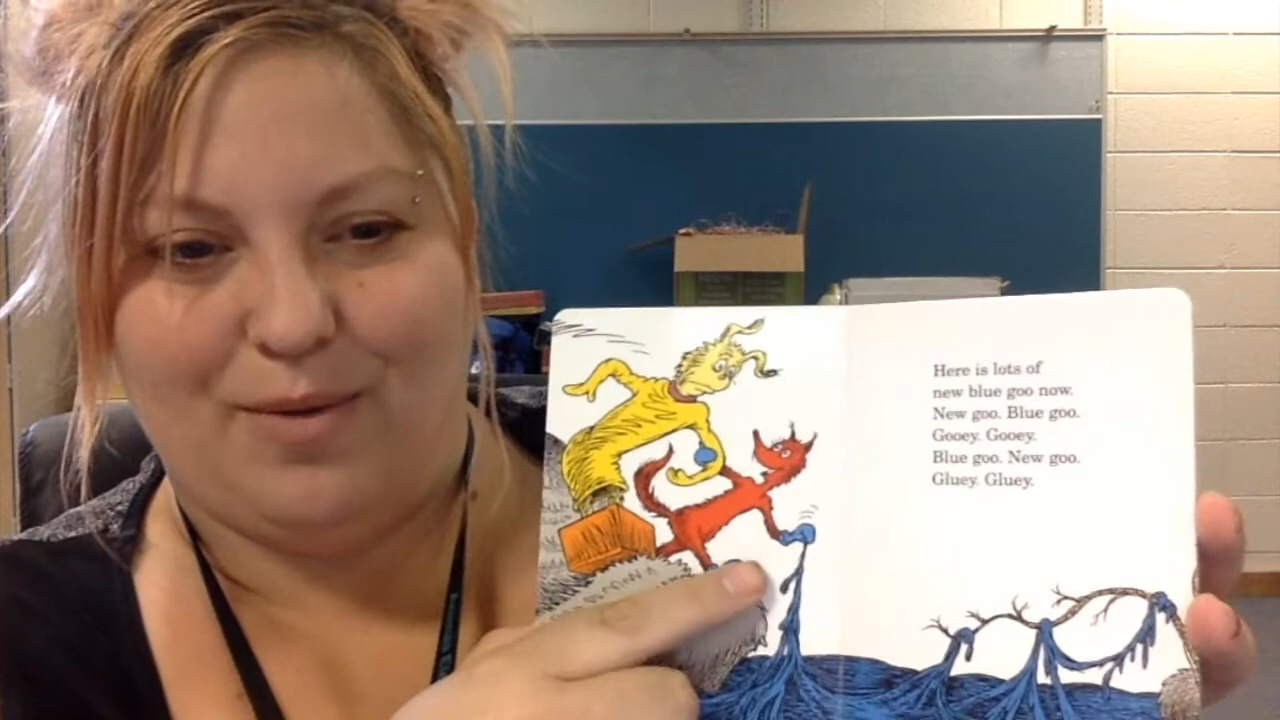 Here is lots of
new blue goo now.
New goo. Blue goo.
Gooey. Gooey.
Blue goo. New goo.
Gluey. Gluey.